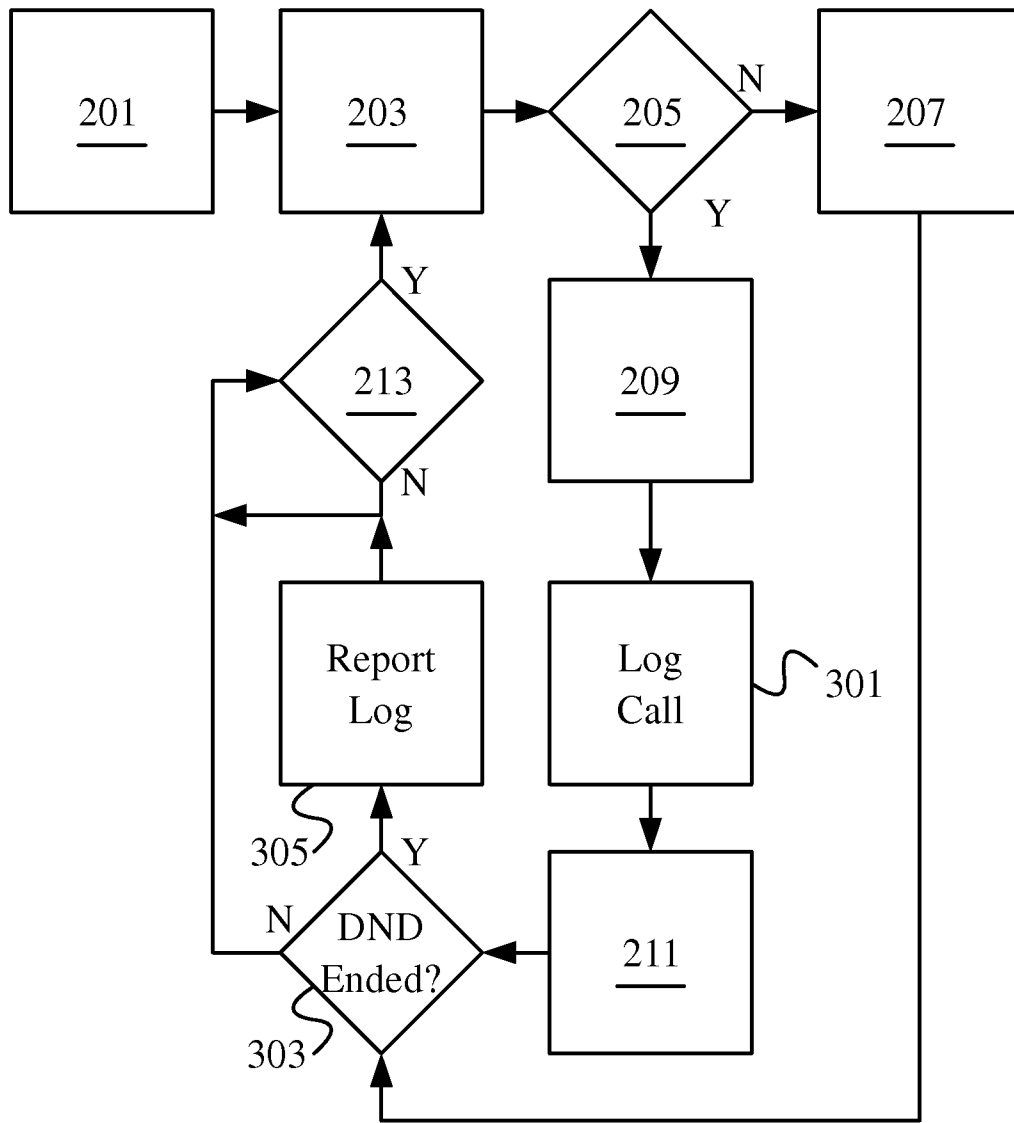 201
203
205
N
207
Y
Y
213
209
N
Report
Log
Log
Call
301
305
Y
N
DND
Ended?
211
303